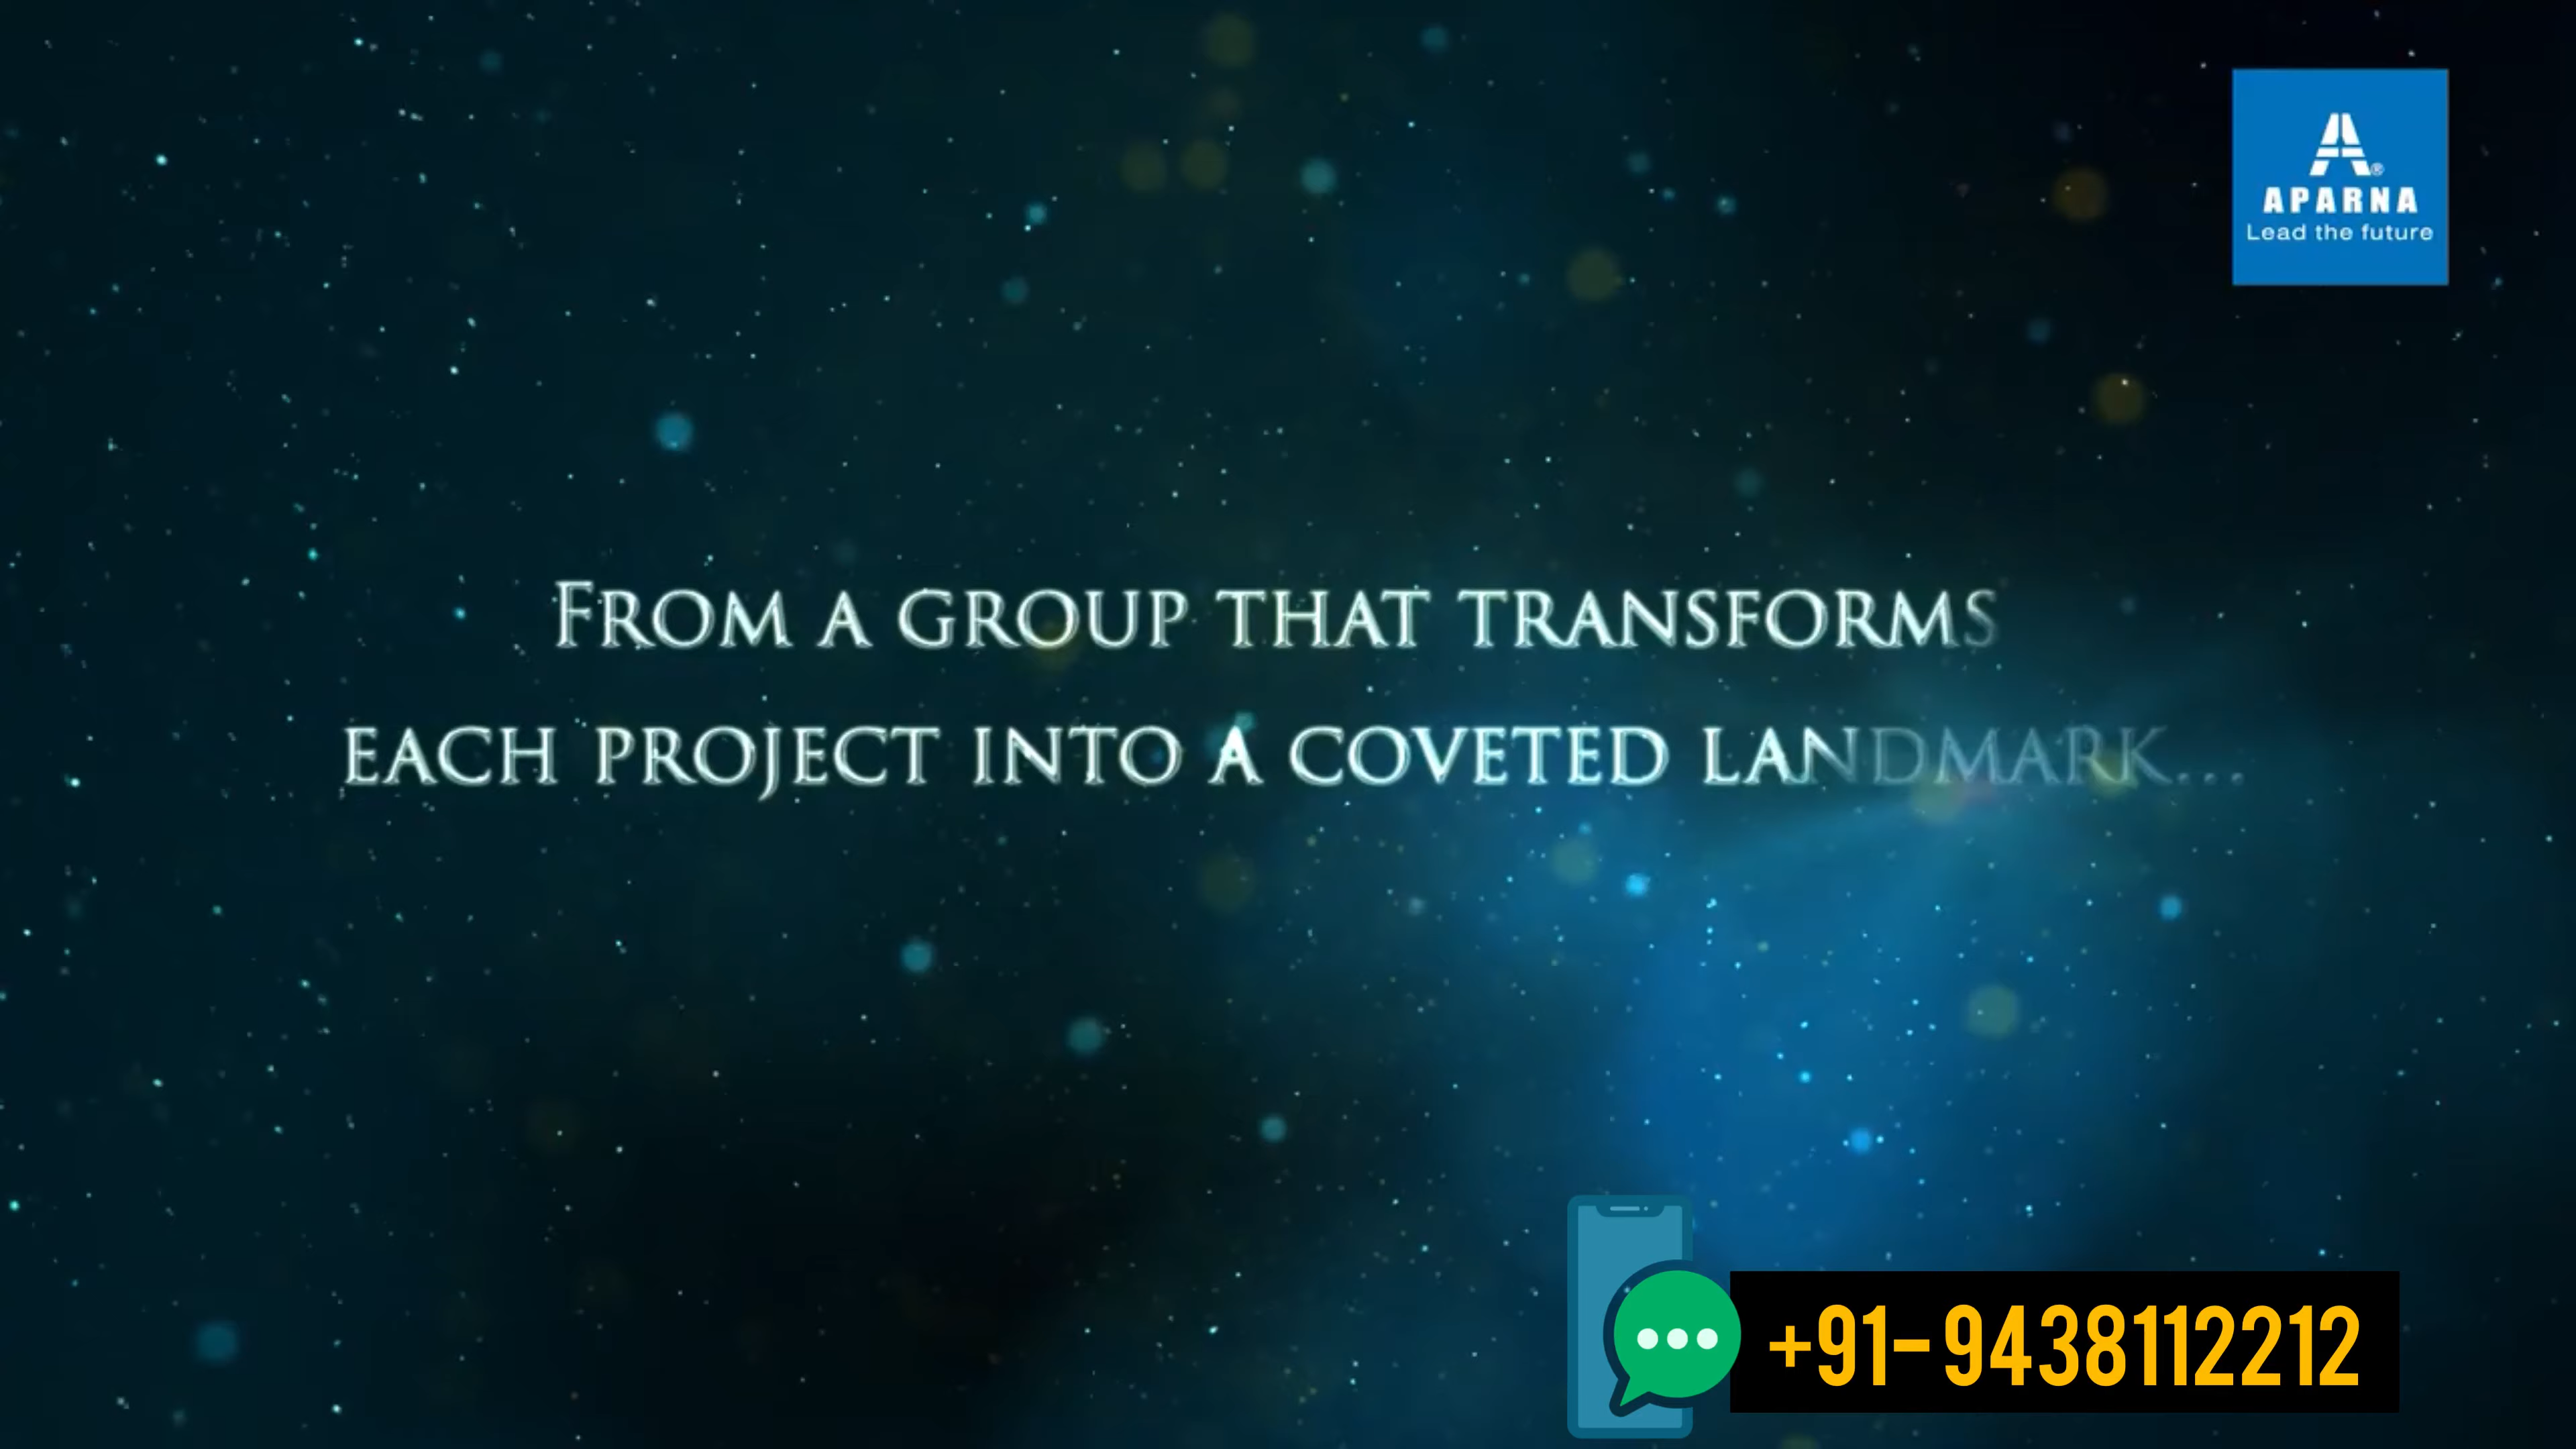 APARNA
Lead the future
FROM A GROUP THAT TRANSFORMS
EACH PROJECT INTO A COVETED LANDMARK...
+91-9438112212